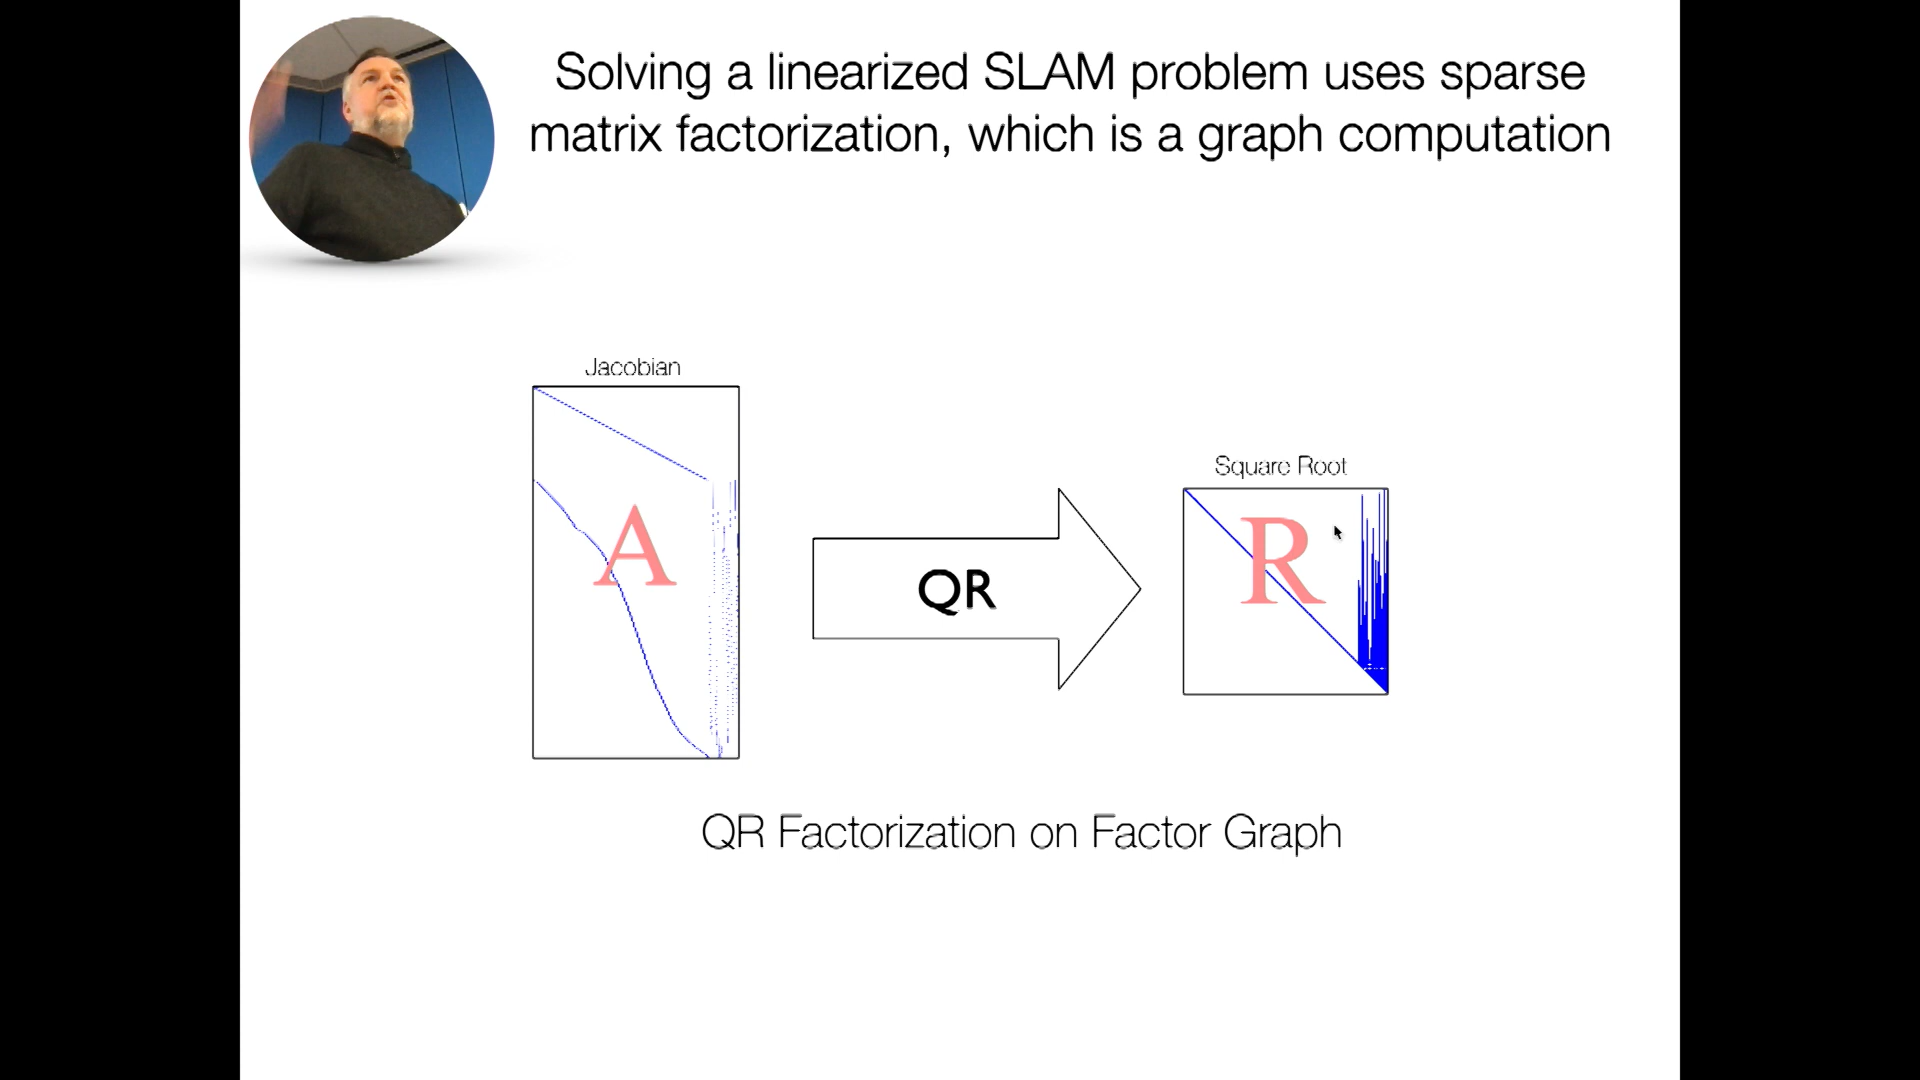 Solving a linearized SLAM problem uses sparse
matrix factorization, which is a graph computation
Jacobian
A
QR
Square Root
R
QR Factorization on Factor Graph